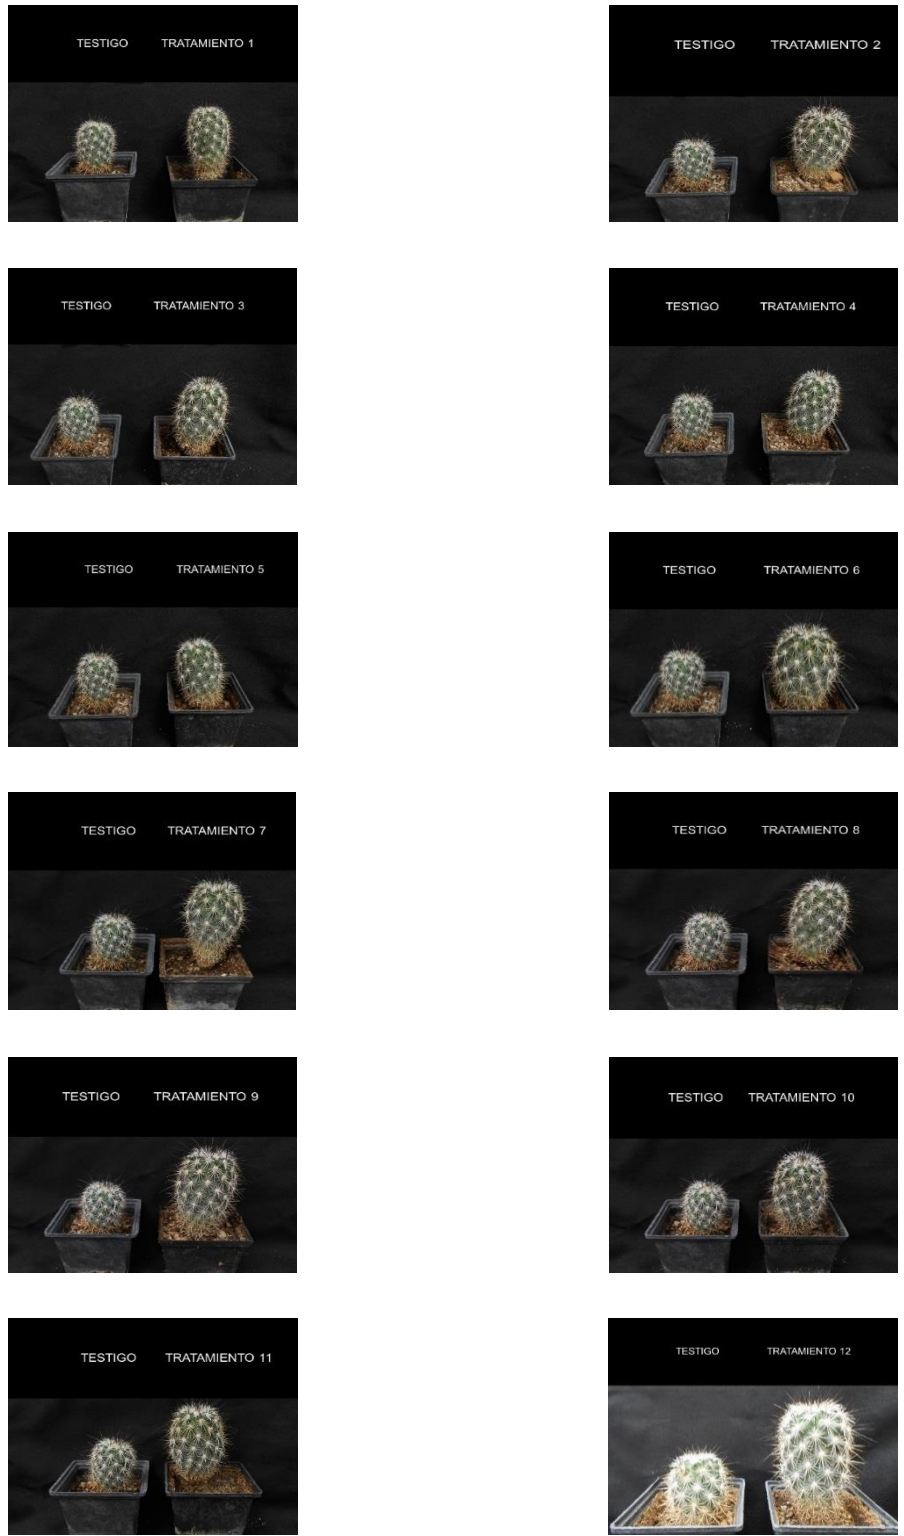 TESTIGO TRATAMIENTO 1
TESTIGO TRATAMIENTO 2
TESTIGO TRATAMIENTO 3
TESTIGO TRATAMIENTO 4
TESTIGO TRATAMIENTO 5
TESTIGO TRATAMIENTO 6
TESTIGO TRATAMIENTO 7
TESTIGO TRATAMIENTO 8
TESTIGO TRATAMIENTO 9
TESTIGO TRATAMIENTO 10
TESTIGO TRATAMIENTO 11
TESTIGO TRATAMIENTO 12